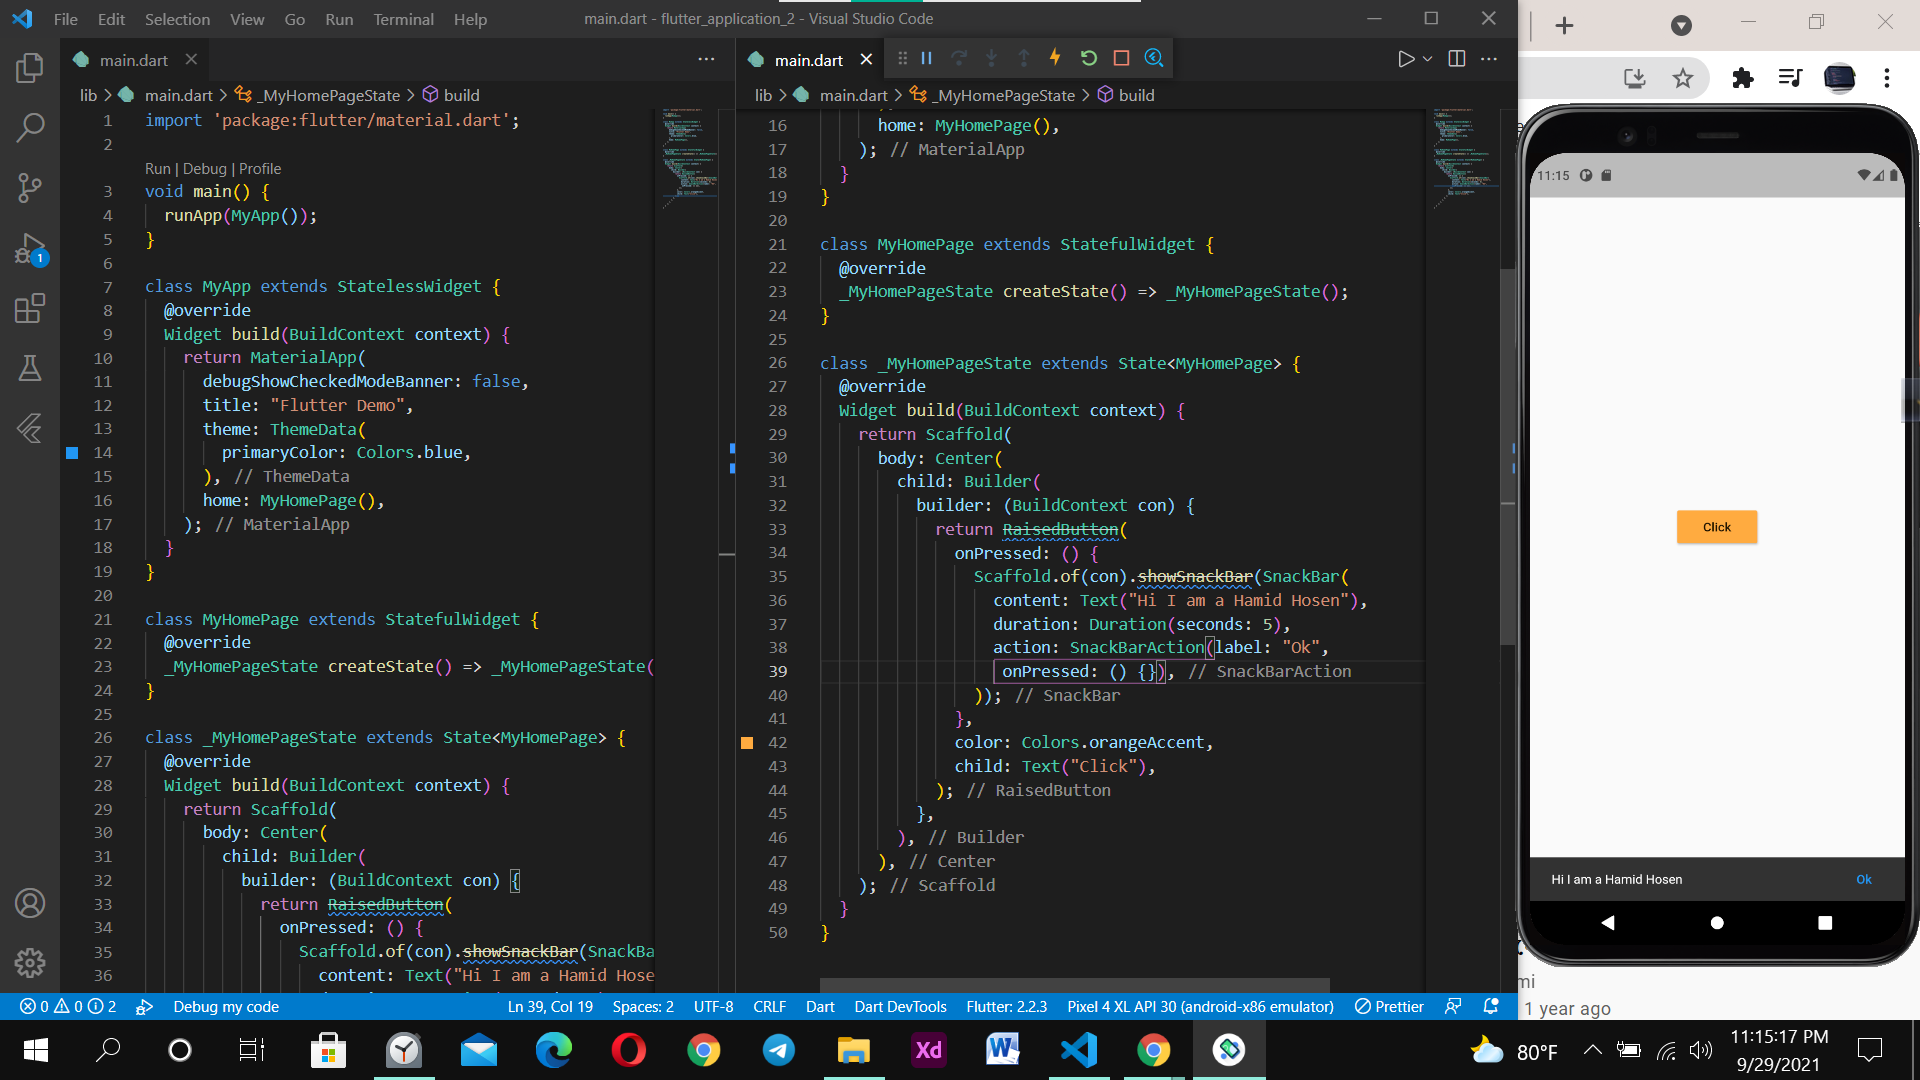 File Edit Selection View Go Run Terminal Help
main.dart - flutter_application_2 - Visual Studio Code
main.dart
lib > main.dart > _MyHomePageState > build
1 import 'package:flutter/material.dart';
2
Run | Debug | Profile
3 void main() {
4 runApp(MyApp());
5 }
6
7 class MyApp extends StatelessWidget {
8 @override
9 Widget build(BuildContext context) {
10 return MaterialApp(
11 debugShowCheckedModeBanner: false,
12 title: "Flutter Demo",
13 theme: ThemeData(
14 primaryColor: Colors.blue,
15 ), // ThemeData
16 home: MyHomePage(),
17 ); // MaterialApp
18 }
19 }
20
21 class MyHomePage extends StatefulWidget {
22 @override
23 _MyHomePageState createState() => _MyHomePageState(
24 }
25
26 class _MyHomePageState extends State<MyHomePage> {
27 @override
28 Widget build(BuildContext context) {
29 return Scaffold(
30 body: Center(
31 child: Builder(
32 builder: (BuildContext con) {
33 return RaisedButton(
34 onPressed: () {
35 Scaffold.of(con).showSnackBar(SnackBa
36 content: Text("Hi I am a Hamid Hose
main.dart
lib > main.dart > _MyHomePageState > build
16 home: MyHomePage(),
17 ); // MaterialApp
18 }
19 }
20
21 class MyHomePage extends StatefulWidget {
22 @override
23 _MyHomePageState createState() => _MyHomePageState();
24 }
25
26 class _MyHomePageState extends State<MyHomePage> {
27 @override
28 Widget build(BuildContext context) {
29 return Scaffold(
30 body: Center(
31 child: Builder(
32 builder: (BuildContext con) {
33 return RaisedButton(
34 onPressed: () {
35 Scaffold.of(con).showSnackBar(SnackBar(
36 content: Text("Hi I am a Hamid Hosen"),
37 duration: Duration(seconds: 5),
38 action: SnackBarAction(label: "Ok",
39 onPressed: () {}), // SnackBarAction
40 )); // SnackBar
41 },
42 color: Colors.orangeAccent,
43 child: Text("Click"),
44 ); // RaisedButton
45 },
46 ), // Builder
47 ), // Center
48 ); // Scaffold
49 }
50 }
11:15
Click
Hi I am a Hamid Hosen Ok
mi
1 year ago
1
0 0 2 Debug my code Ln 39, Col 19 Spaces: 2 UTF-8 CRLF Dart Dart DevTools Flutter: 2.2.3 Pixel 4 XL API 30 (android-x86 emulator) Prettier
Xd
W
80°F
11:15:17 PM
9/29/2021